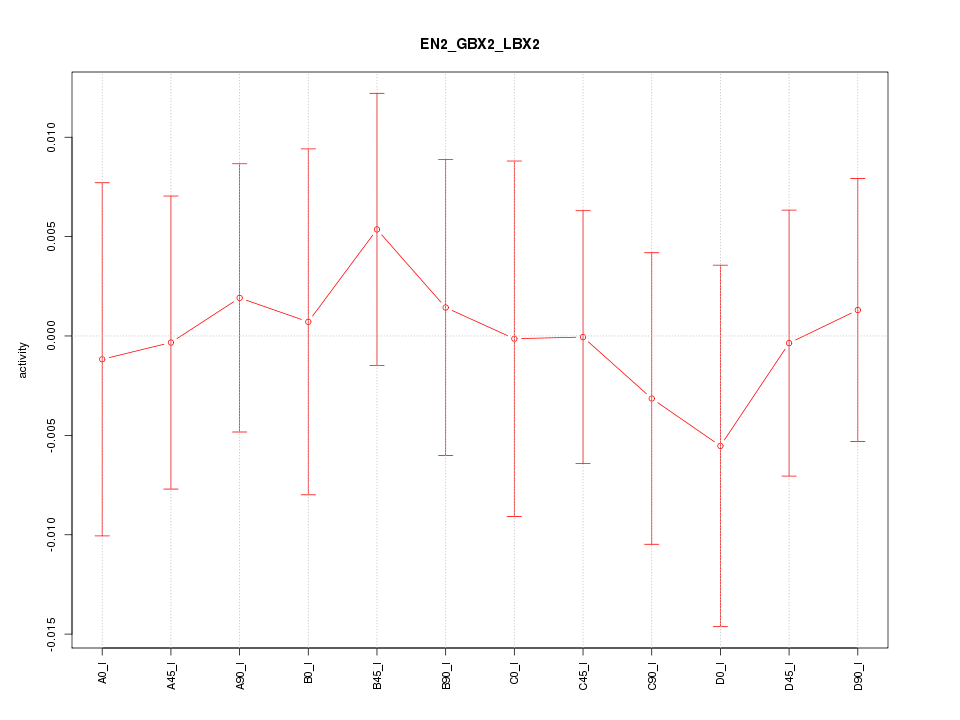 EN2_GBX2_LBX2
activity
0.010
0.005
0.000
-0.005
-0.010
-0.015
A0_I
A45_I
A90_I
B0_I
B45_I
B90_I
C0_I
C45_I
C90_I
D0_I
D45_I
D90_I